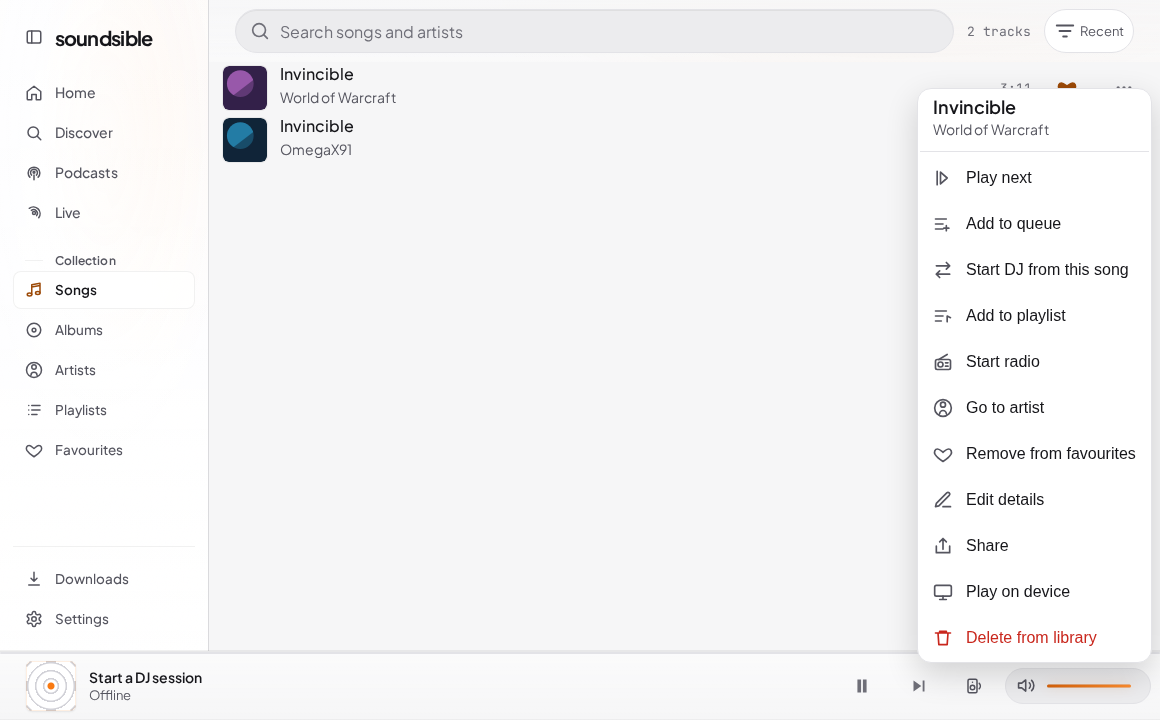 soundsible
Search songs and artists
2 tracks
Recent
Home
Discover
Podcasts
Live
Collection
Songs
Albums
Artists
Playlists
Favourites
Downloads
Settings
Invincible
World of Warcraft
3:11
Invincible
OmegaX91
Invincible
World of Warcraft
Play next
Add to queue
Start DJ from this song
Add to playlist
Start radio
Go to artist
Remove from favourites
Edit details
Share
Play on device
Delete from library
Start a DJ session
Offline